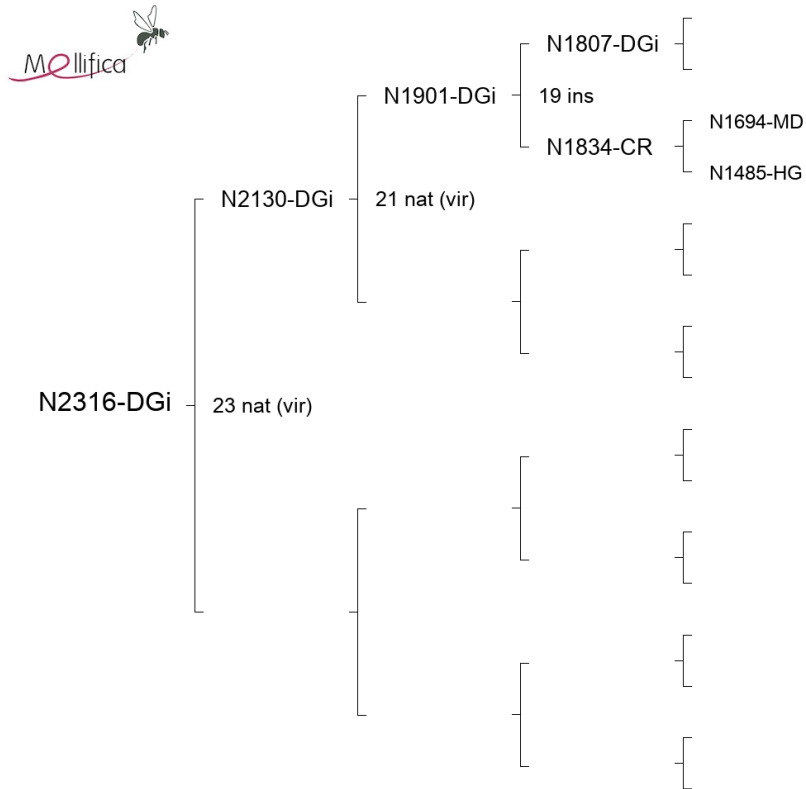 Mellifica
N1807-DGi
N1901-DGi
19 ins
N1694-MD
N1834-CR
N1485-HG
N2130-DGi
21 nat (vir)
N2316-DGi
23 nat (vir)